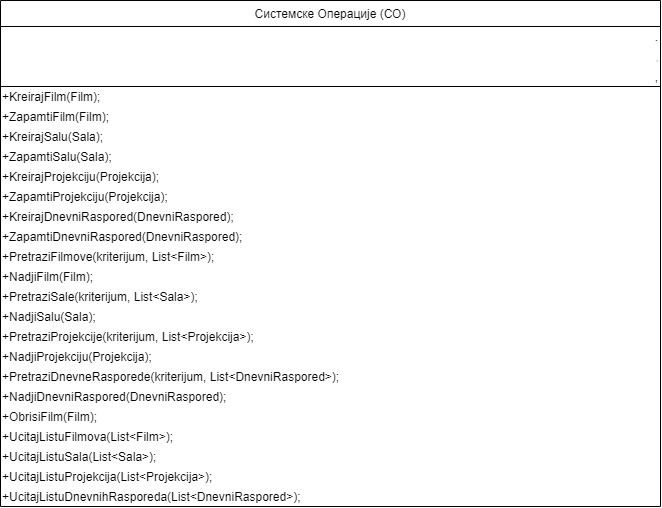 Системске Операције (СО)
+KreirajFilm(Film);
+ZapamtiFilm(Film);
+KreirajSalu(Sala);
+ZapamtiSalu(Sala);
+KreirajProjekciju(Projekcija);
+ZapamtiProjekciju(Projekcija);
+KreirajDnevniRaspored(DnevniRaspored);
+ZapamtiDnevniRaspored(DnevniRaspored);
+PretraziFilmove(kriterijum, List<Film>);
+NadjiFilm(Film);
+PretraziSale(kriterijum, List<Sala>);
+NadjiSalu(Sala);
+PretraziProjekcije(kriterijum, List<Projekcija>);
+NadjiProjekciju(Projekcija);
+PretraziDnevneRasporede(kriterijum, List<DnevniRaspored>);
+NadjiDnevniRaspored(DnevniRaspored);
+ObrisiFilm(Film);
+UcitajListuFilmova(List<Film>);
+UcitajListuSala(List<Sala>);
+UcitajListuProjekcija(List<Projekcija>);
+UcitajListuDnevnihRasporeda(List<DnevniRaspored>);